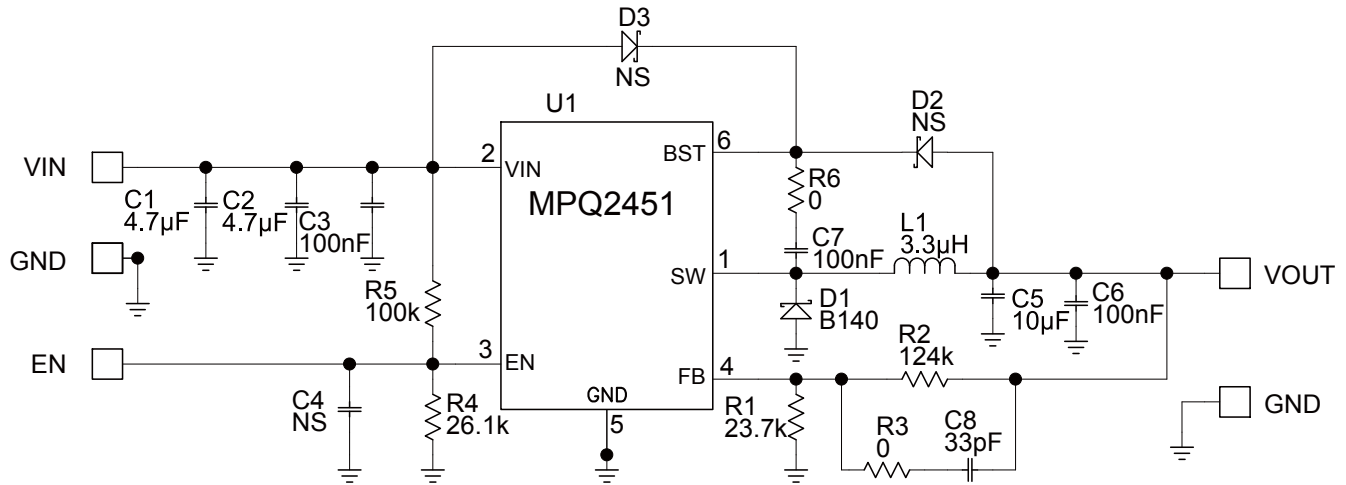 D3
NS
U1
D2
NS
VIN
2
VIN
BST
6
R6
0
MPQ2451
C1
4.7µF
C2
4.7µF
C3
100nF
C7
100nF
L1
3.3µH
GND
SW
1
VOUT
R5
100k
D1
B140
C5
10µF
C6
100nF
R2
124k
EN
3
EN
FB
4
GND
5
C4
NS
R4
26.1k
R1
23.7k
R3
0
C8
33pF
GND